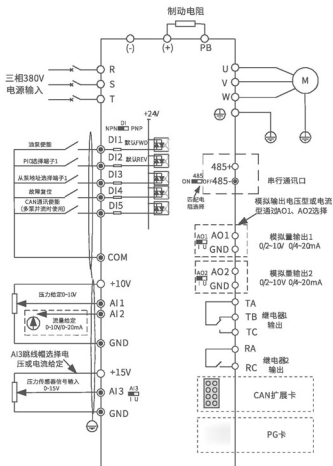 制动电阻
(-)
(+)
PB
三相380V
电源输入
R
S
T
U
V
W
M
+24V
DI
NPN
PNP
油泵使能
DI1
默认FWD
PID选择端子1
DI2
默认REV
从泵地址选择端子1
DI3
故障复位
DI4
CAN通讯使能
(多泵并流时使用)
DI5
COM
485+
485
ON
OFF
485-
串行通讯口
匹配电
阻选择
模拟输出电压型或电流
型通过AO1、AO2选择
AO1
U
I
AO1
GND
模拟量输出1
0/2~10V 0/4~20mA
AO2
U
I
AO2
GND
模拟量输出2
0/2~10V 0/4~20mA
+10V
压力给定0~10V
AI1
AI2
流量给定
0~10V/0~20mA
GND
AI3跳线帽选择电
压或电流给定
+15V
压力传感器信号输入
0~15V
AI3
AI3
I U
GND
TA
TB
TC
继电器1
输出
RA
RC
继电器2
输出
CAN扩展卡
PG卡